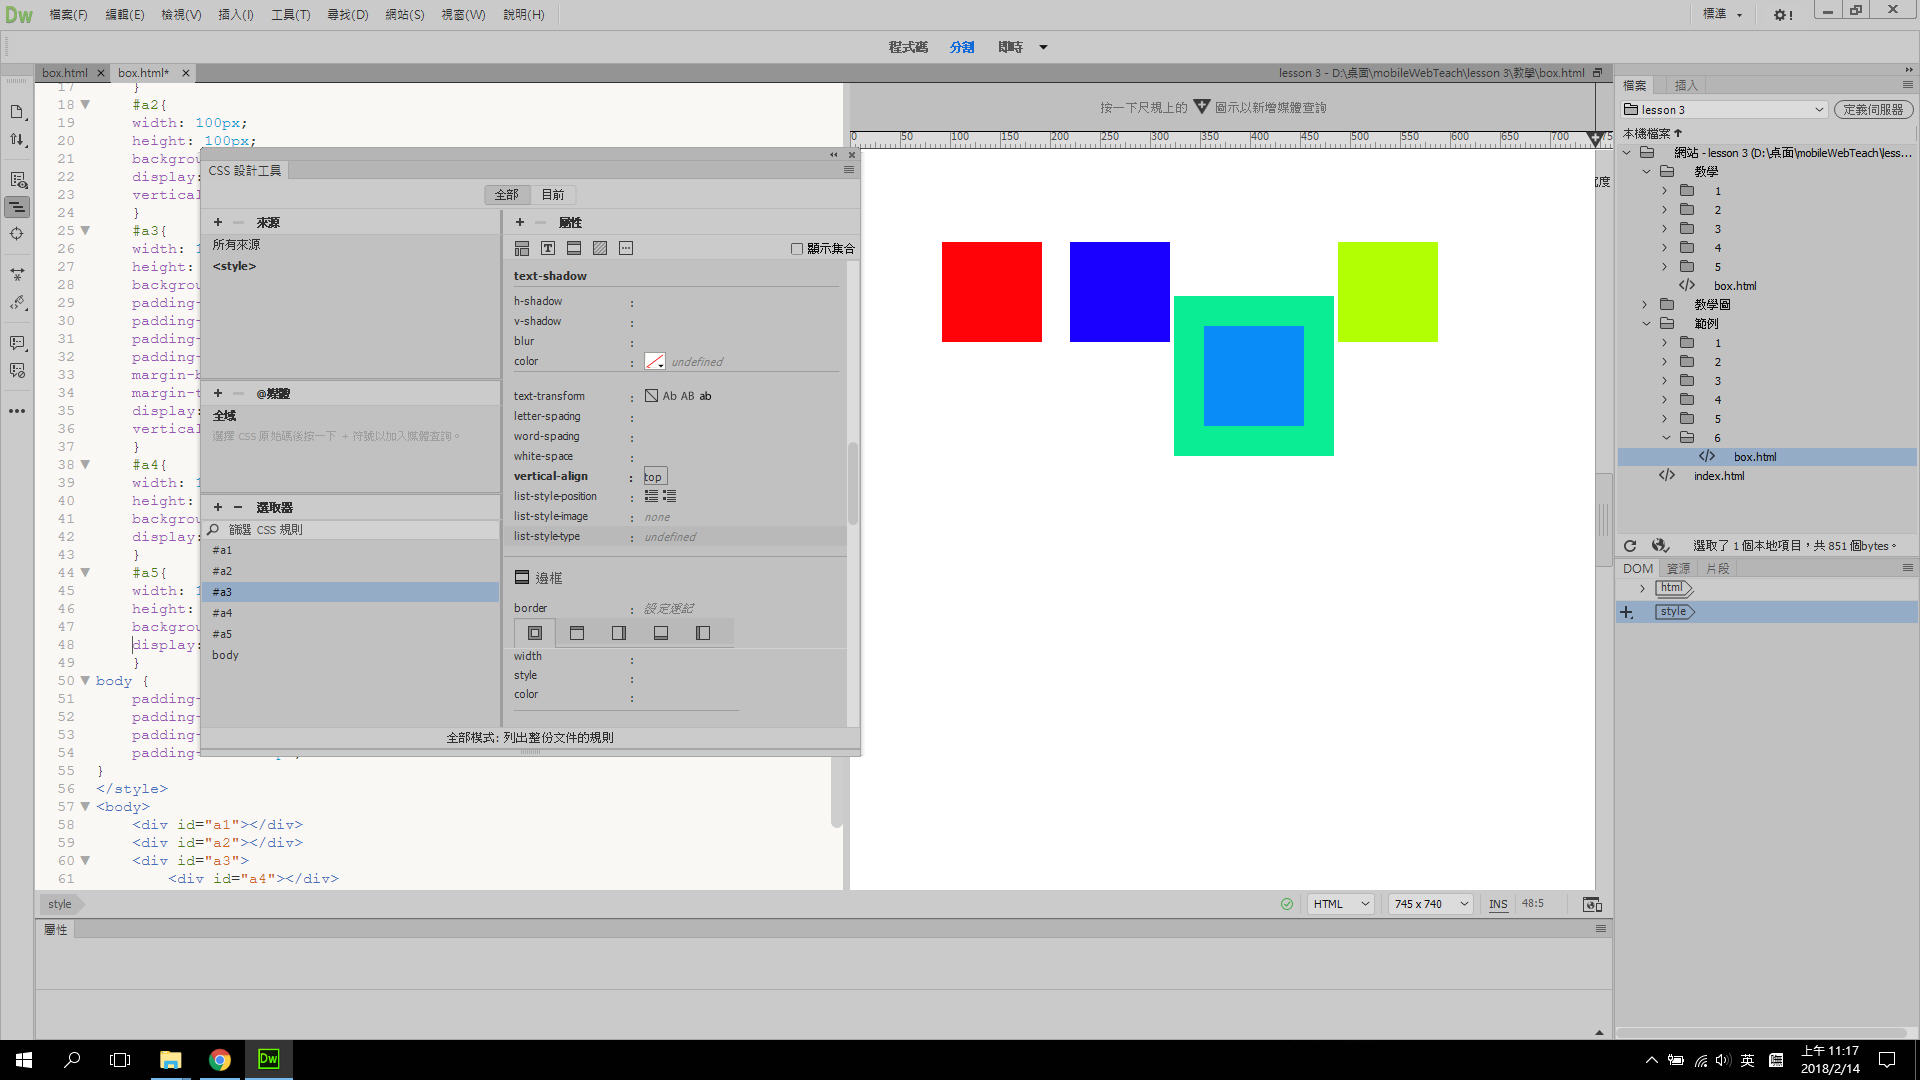 Dw 檔案(F) 編輯(E) 檢視(V) 插入(I) 工具(T) 尋找(D) 網站(S) 視窗(W) 說明(H) 標準
程式碼 分割 即時
box.html box.html* lesson 3 - D:\桌面\mobileWebTeach\lesson 3\教學\box.html
17 }
18 #a2{
19 width: 100px;
20 height: 100px;
21 backgrou
22 display:
23 vertical
24 }
25 #a3{
26 width: 1
27 height:
28 backgrou
29 padding-
30 padding-
31 padding-
32 padding-
33 margin-b
34 margin-t
35 display:
36 vertical
37 }
38 #a4{
39 width: 1
40 height:
41 backgrou
42 display:
43 }
44 #a5{
45 width: 1
46 height:
47 backgrou
48 display:
49 }
50 body {
51 padding-
52 padding-
53 padding-
54 padding-
55 }
56 </style>
57 <body>
58 <div id="a1"></div>
59 <div id="a2"></div>
60 <div id="a3">
61 <div id="a4"></div>
CSS 設計工具
全部 目前
+ − 來源
所有來源
<style>
+ − @媒體
全域
選擇 CSS 原始碼後按一下 + 符號以加入媒體查詢。
+ − 選取器
篩選 CSS 規則
#a1
#a2
#a3
#a4
#a5
body
+ − 屬性
顯示集合
text-shadow
h-shadow :
v-shadow :
blur :
color : undefined
text-transform : Ab AB ab
letter-spacing :
word-spacing :
white-space :
vertical-align : top
list-style-position :
list-style-image : none
list-style-type : undefined
邊框
border : 設定速記
width :
style :
color :
全部模式: 列出整份文件的規則
按一下尺規上的 圖示以新增媒體查詢
0 50 100 150 200 250 300 350 400 450 500 550 600 650 700 75
style HTML 745 x 740 INS 48:5
屬性
檔案 插入
lesson 3 定義伺服器
本機檔案
網站 - lesson 3 (D:\桌面\mobileWebTeach\less...
教學
1
2
3
4
5
box.html
教學圖
範例
1
2
3
4
5
6
box.html
index.html
選取了 1 個本地項目，共 851 個bytes。
DOM 資源 片段
html
style
Dw
英
上午 11:17
2018/2/14